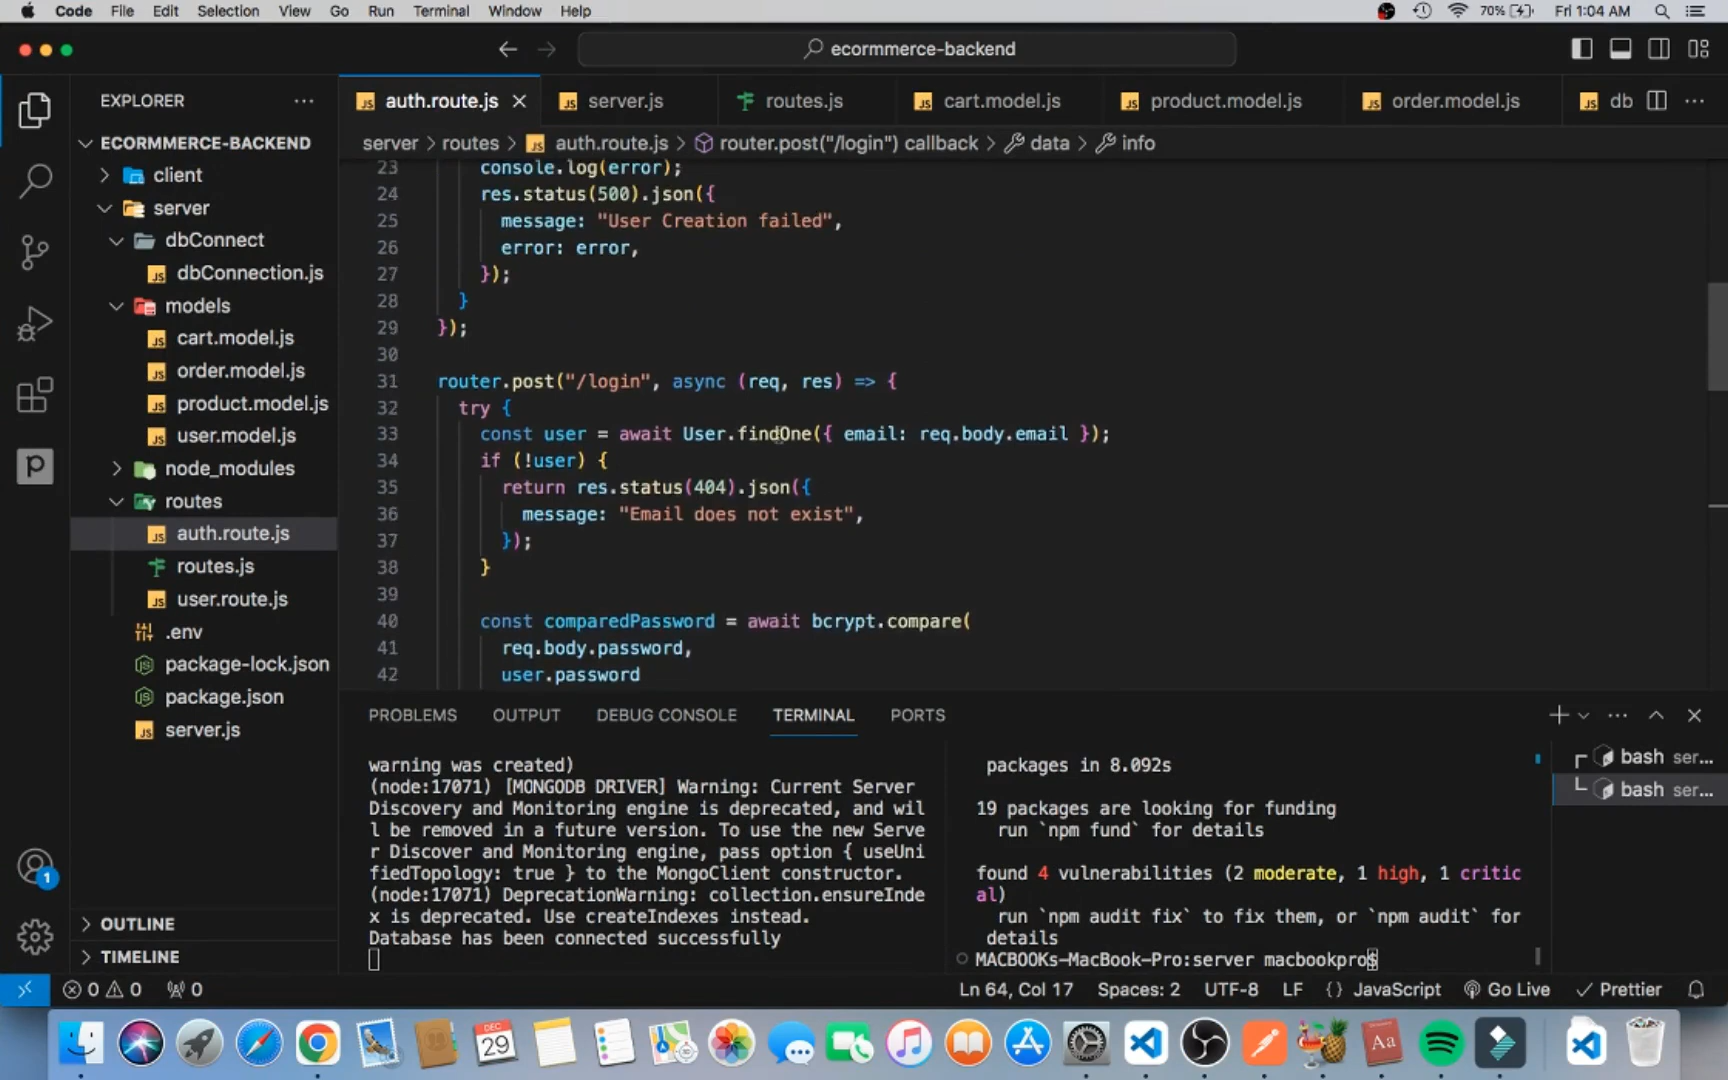 Code File Edit Selection View Go Run Terminal Window Help 70% Fri 1:04 AM
ecormmerce-backend
EXPLORER
auth.route.js server.js routes.js cart.model.js product.model.js order.model.js db
server > routes > auth.route.js > router.post("/login") callback > data > info
ECORMMERCE-BACKEND
client
server
dbConnect
dbConnection.js
models
cart.model.js
order.model.js
product.model.js
user.model.js
node_modules
routes
auth.route.js
routes.js
user.route.js
.env
package-lock.json
package.json
server.js
OUTLINE
TIMELINE
23 console.log(error);
24 res.status(500).json({
25 message: "User Creation failed",
26 error: error,
27 });
28 }
29 });
30
31 router.post("/login", async (req, res) => {
32 try {
33 const user = await User.findOne({ email: req.body.email });
34 if (!user) {
35 return res.status(404).json({
36 message: "Email does not exist",
37 });
38 }
39
40 const comparedPassword = await bcrypt.compare(
41 req.body.password,
42 user.password
PROBLEMS OUTPUT DEBUG CONSOLE TERMINAL PORTS
warning was created)
(node:17071) [MONGODB DRIVER] Warning: Current Server
Discovery and Monitoring engine is deprecated, and wil
l be removed in a future version. To use the new Serve
r Discover and Monitoring engine, pass option { useUni
fiedTopology: true } to the MongoClient constructor.
(node:17071) DeprecationWarning: collection.ensureInde
x is deprecated. Use createIndexes instead.
Database has been connected successfully
packages in 8.092s
19 packages are looking for funding
run `npm fund` for details
found 4 vulnerabilities (2 moderate, 1 high, 1 critic
al)
run `npm audit fix` to fix them, or `npm audit` for
details
MACBOOKs-MacBook-Pro:server macbookpro$
bash ser...
bash ser...
1
0 0 0 Ln 64, Col 17 Spaces: 2 UTF-8 LF {} JavaScript Go Live Prettier
DEC
29
Aa